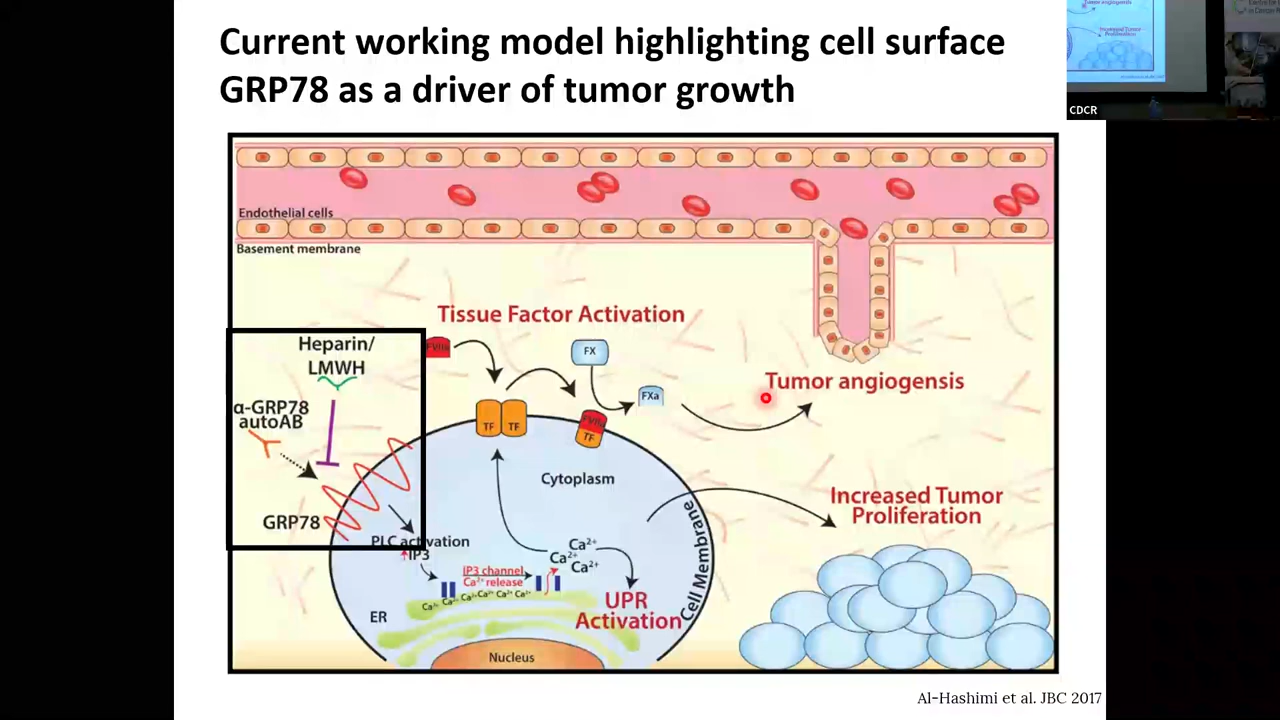 Current working model highlighting cell surface
GRP78 as a driver of tumor growth
CDCR
Endothelial cells
Basement membrane
Tissue Factor Activation
Heparin/
LMWH
FVIIa
FX
FXa
Tumor angiogensis
α-GRP78
autoAB
TF
TF
FVIIa
TF
Cytoplasm
GRP78
Increased Tumor
Proliferation
PLC activation
↑IP3
Ca²⁺
Ca²⁺
Ca²⁺
Cell Membrane
IP3 channel
Ca²⁺ release
Ca²⁺ Ca²⁺ Ca²⁺ Ca²⁺ Ca²⁺ Ca²⁺
UPR
Activation
ER
Nucleus
Al-Hashimi et al. JBC 2017